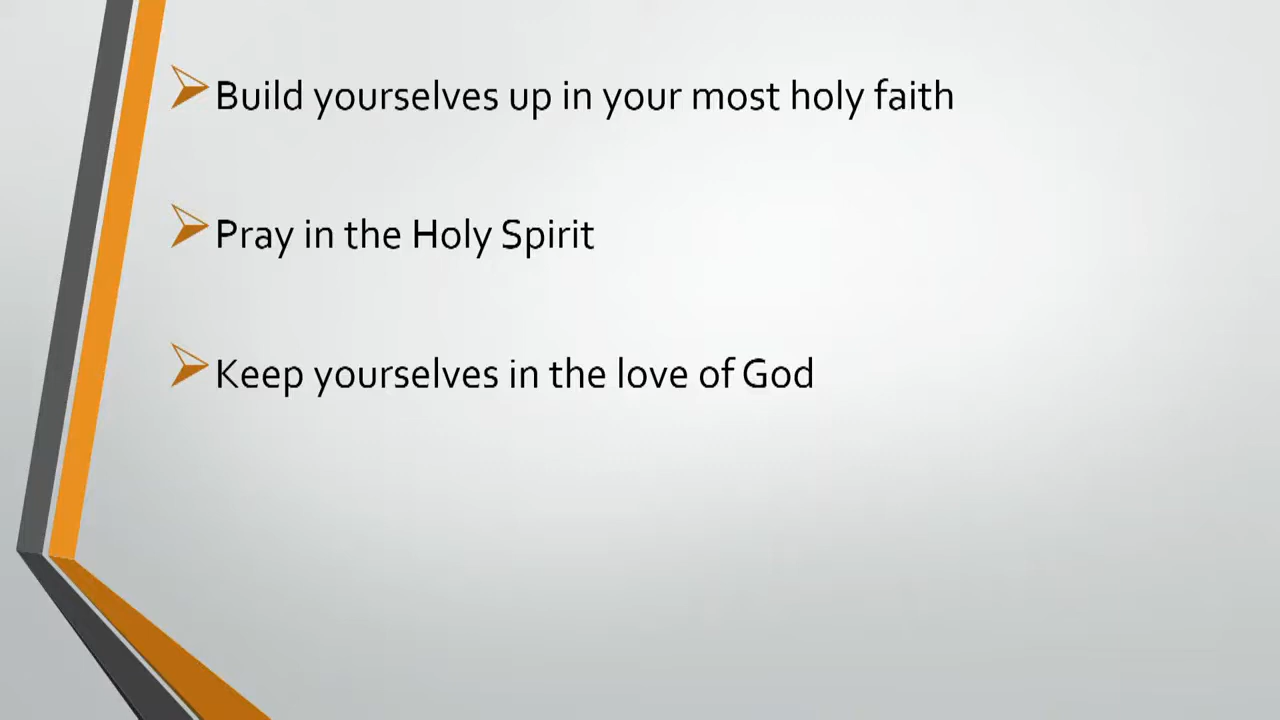 Build yourselves up in your most holy faith
Pray in the Holy Spirit
Keep yourselves in the love of God